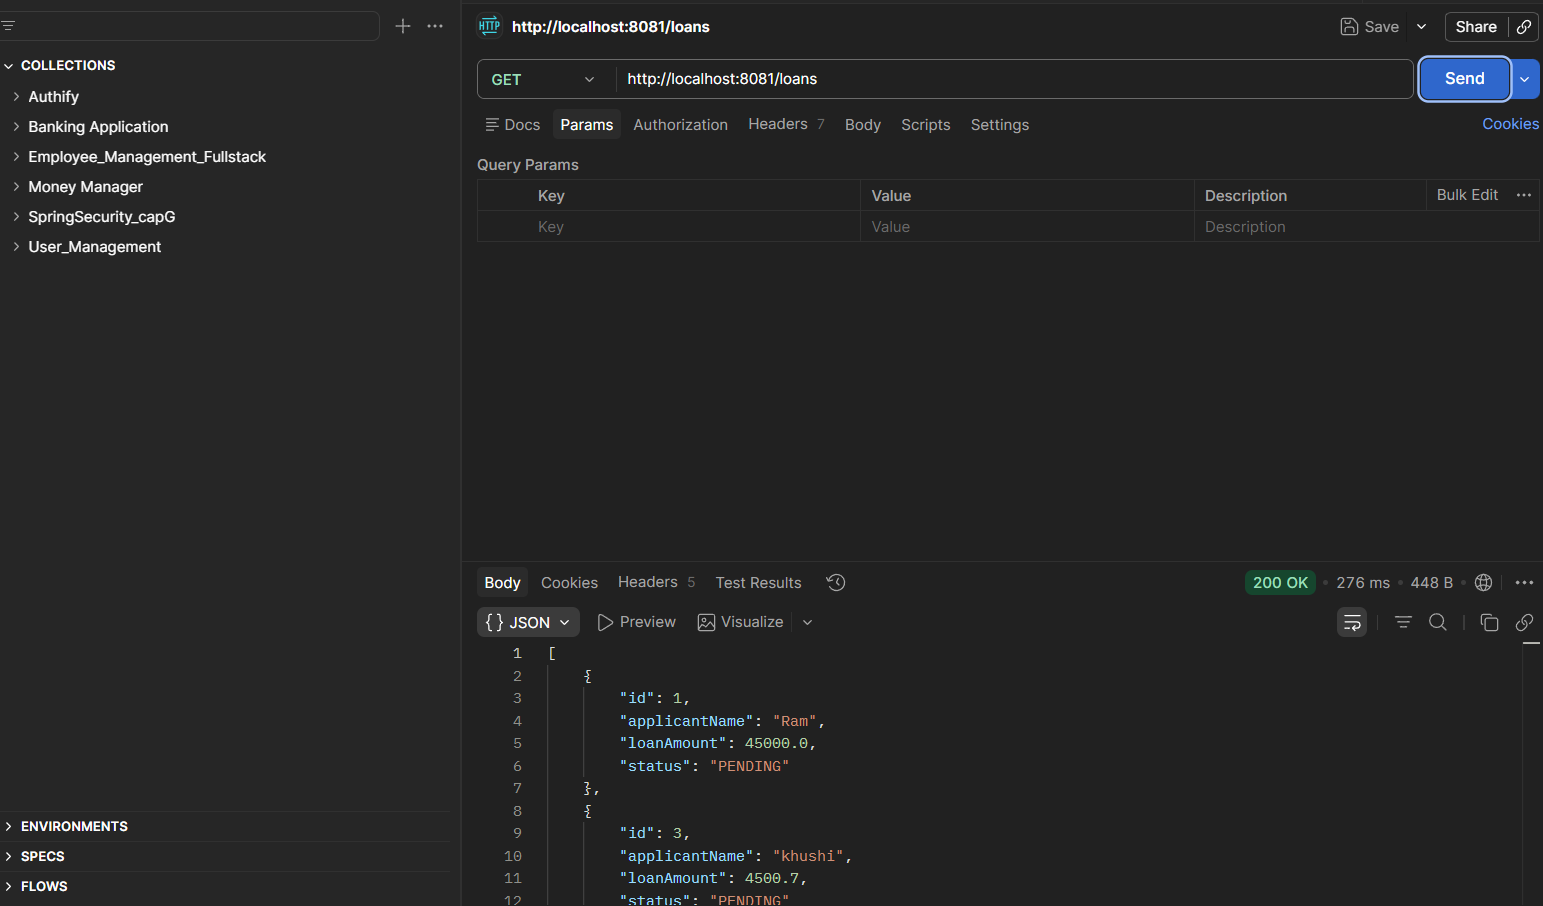 COLLECTIONS
Authify
Banking Application
Employee_Management_Fullstack
Money Manager
SpringSecurity_capG
User_Management
ENVIRONMENTS
SPECS
FLOWS
HTTP http://localhost:8081/loans Save Share
GET http://localhost:8081/loans Send
Docs Params Authorization Headers 7 Body Scripts Settings Cookies
Query Params
Key Value Description Bulk Edit
Key Value Description
Body Cookies Headers 5 Test Results 200 OK • 276 ms • 448 B •
{} JSON Preview Visualize
1 [
2 {
3 "id": 1,
4 "applicantName": "Ram",
5 "loanAmount": 45000.0,
6 "status": "PENDING"
7 },
8 {
9 "id": 3,
10 "applicantName": "khushi",
11 "loanAmount": 4500.7,
12 "status": "PENDING"